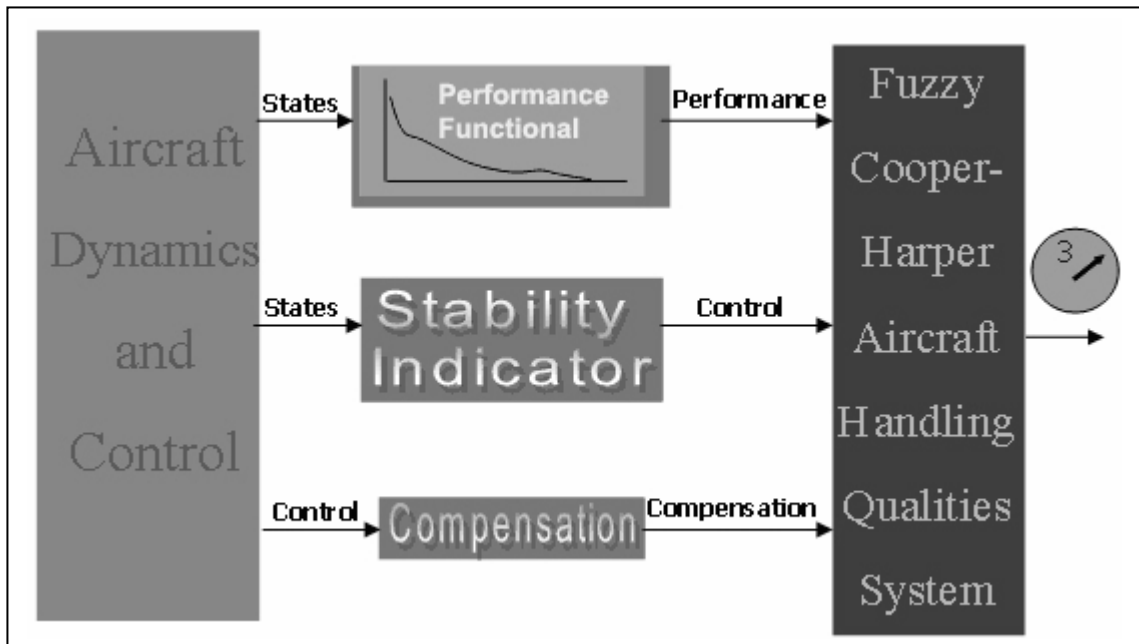 Aircraft
Dynamics
and
Control
States
Performance
Functional
Performance
States
Stability
Indicator
Control
Control
Compensation
Compensation
Fuzzy
Cooper-
Harper
Aircraft
Handling
Qualities
System
3